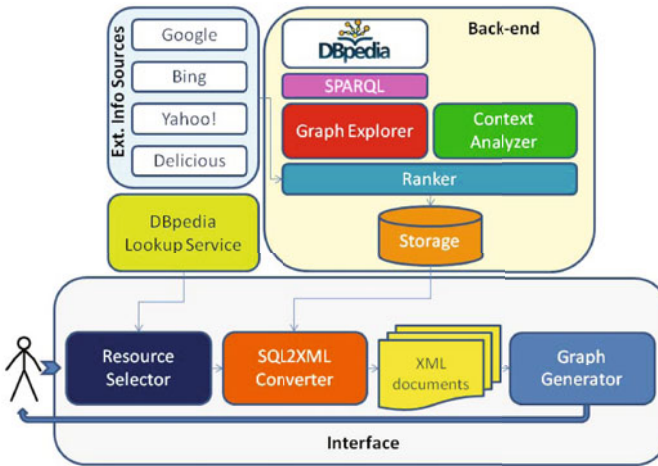 Ext. Info Sources
Google
Bing
Yahoo!
Delicious
DBpedia
Lookup Service
Back-end
DBpedia
SPARQL
Graph Explorer
Context
Analyzer
Ranker
Storage
Resource
Selector
SQL2XML
Converter
XML
documents
Graph
Generator
Interface